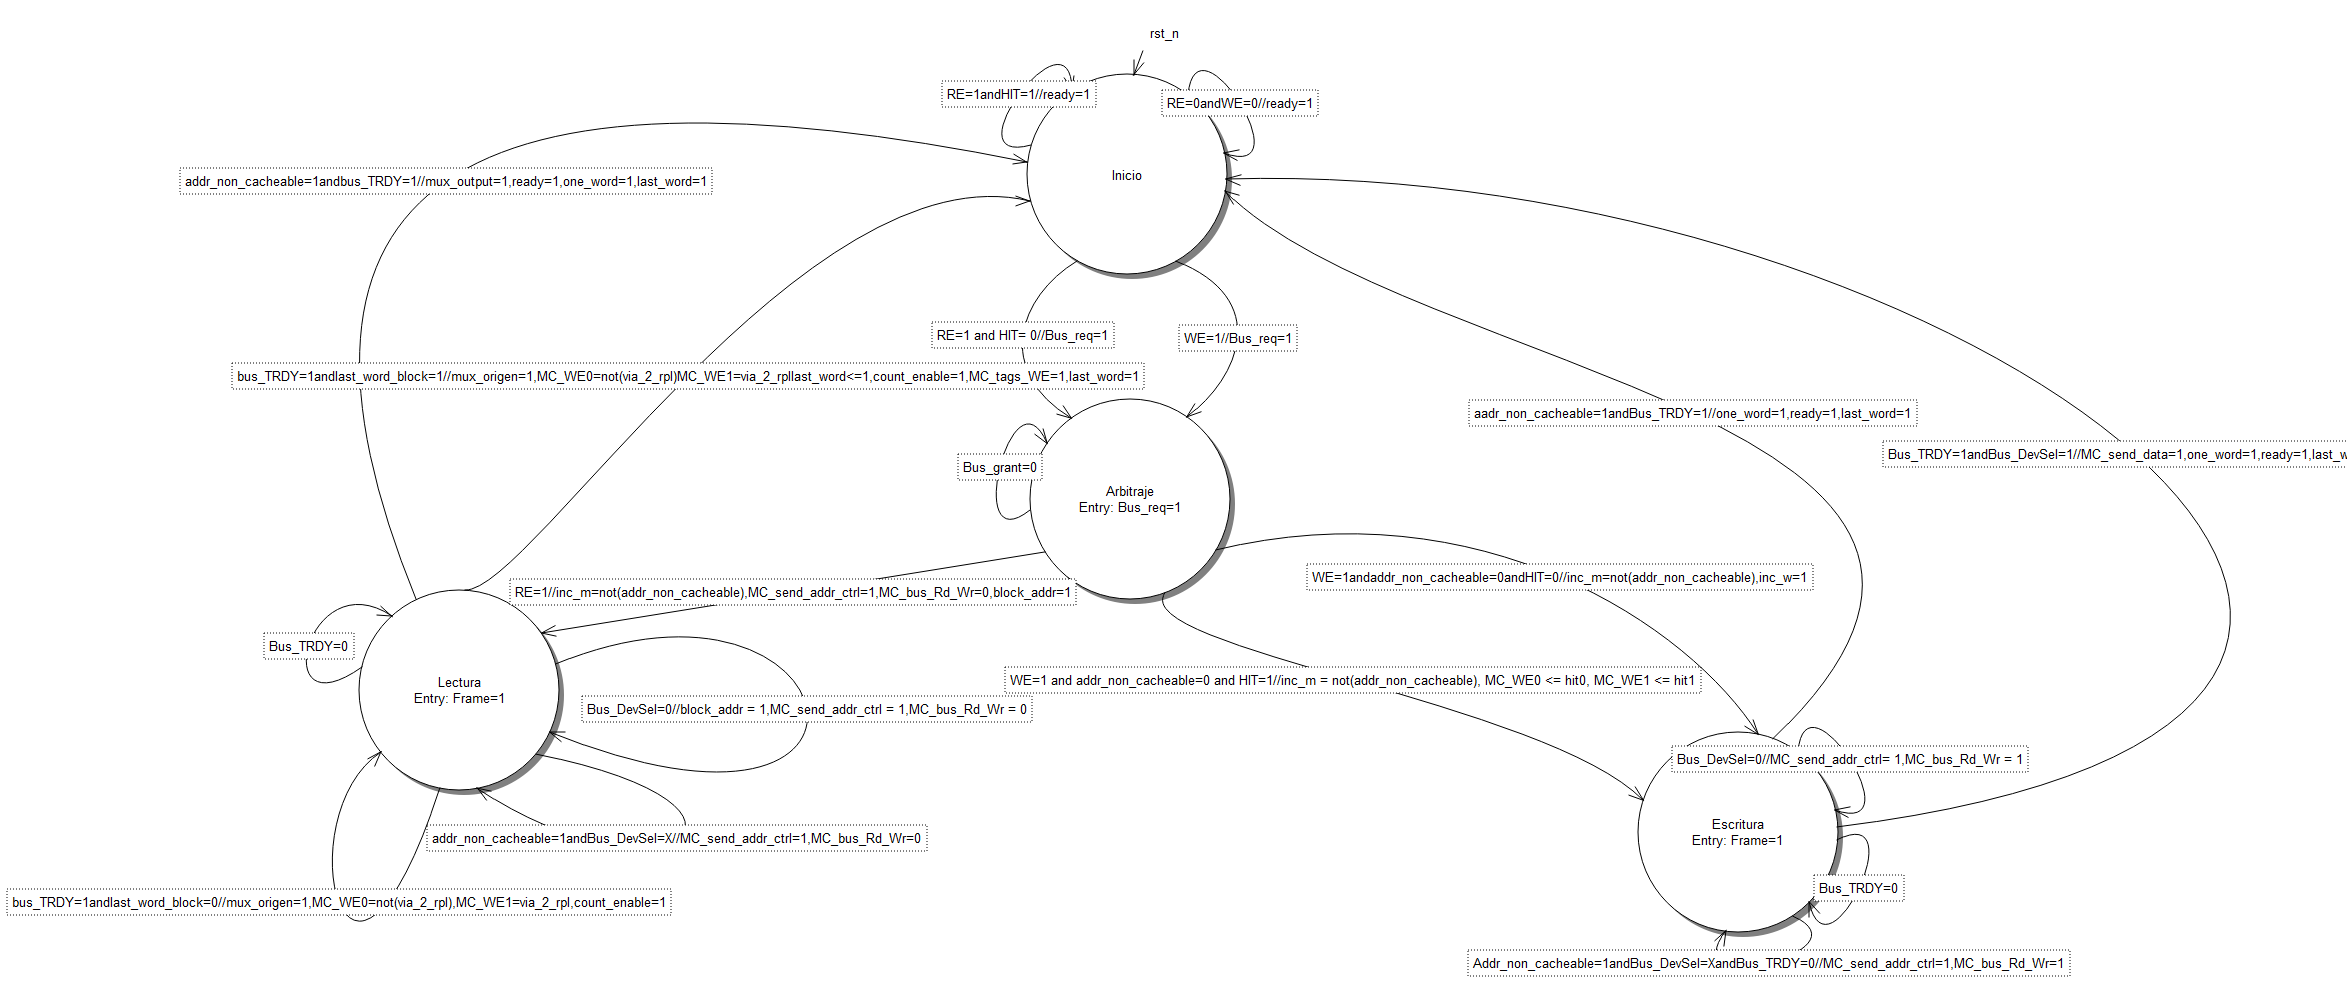 rst_n
RE=1andHIT=1//ready=1
RE=0andWE=0//ready=1
Inicio
addr_non_cacheable=1andbus_TRDY=1//mux_output=1,ready=1,one_word=1,last_word=1
RE=1 and HIT= 0//Bus_req=1
WE=1//Bus_req=1
bus_TRDY=1andlast_word_block=1//mux_origen=1,MC_WE0=not(via_2_rpl)MC_WE1=via_2_rpllast_word<=1,count_enable=1,MC_tags_WE=1,last_word=1
aadr_non_cacheable=1andBus_TRDY=1//one_word=1,ready=1,last_word=1
Bus_TRDY=1andBus_DevSel=1//MC_send_data=1,one_word=1,ready=1,last_w
Bus_grant=0
Arbitraje
Entry: Bus_req=1
WE=1andaddr_non_cacheable=0andHIT=0//inc_m=not(addr_non_cacheable),inc_w=1
RE=1//inc_m=not(addr_non_cacheable),MC_send_addr_ctrl=1,MC_bus_Rd_Wr=0,block_addr=1
Bus_TRDY=0
Lectura
Entry: Frame=1
WE=1 and addr_non_cacheable=0 and HIT=1//inc_m = not(addr_non_cacheable), MC_WE0 <= hit0, MC_WE1 <= hit1
Bus_DevSel=0//block_addr = 1,MC_send_addr_ctrl = 1,MC_bus_Rd_Wr = 0
Bus_DevSel=0//MC_send_addr_ctrl= 1,MC_bus_Rd_Wr = 1
Escritura
Entry: Frame=1
addr_non_cacheable=1andBus_DevSel=X//MC_send_addr_ctrl=1,MC_bus_Rd_Wr=0
Bus_TRDY=0
bus_TRDY=1andlast_word_block=0//mux_origen=1,MC_WE0=not(via_2_rpl),MC_WE1=via_2_rpl,count_enable=1
Addr_non_cacheable=1andBus_DevSel=XandBus_TRDY=0//MC_send_addr_ctrl=1,MC_bus_Rd_Wr=1